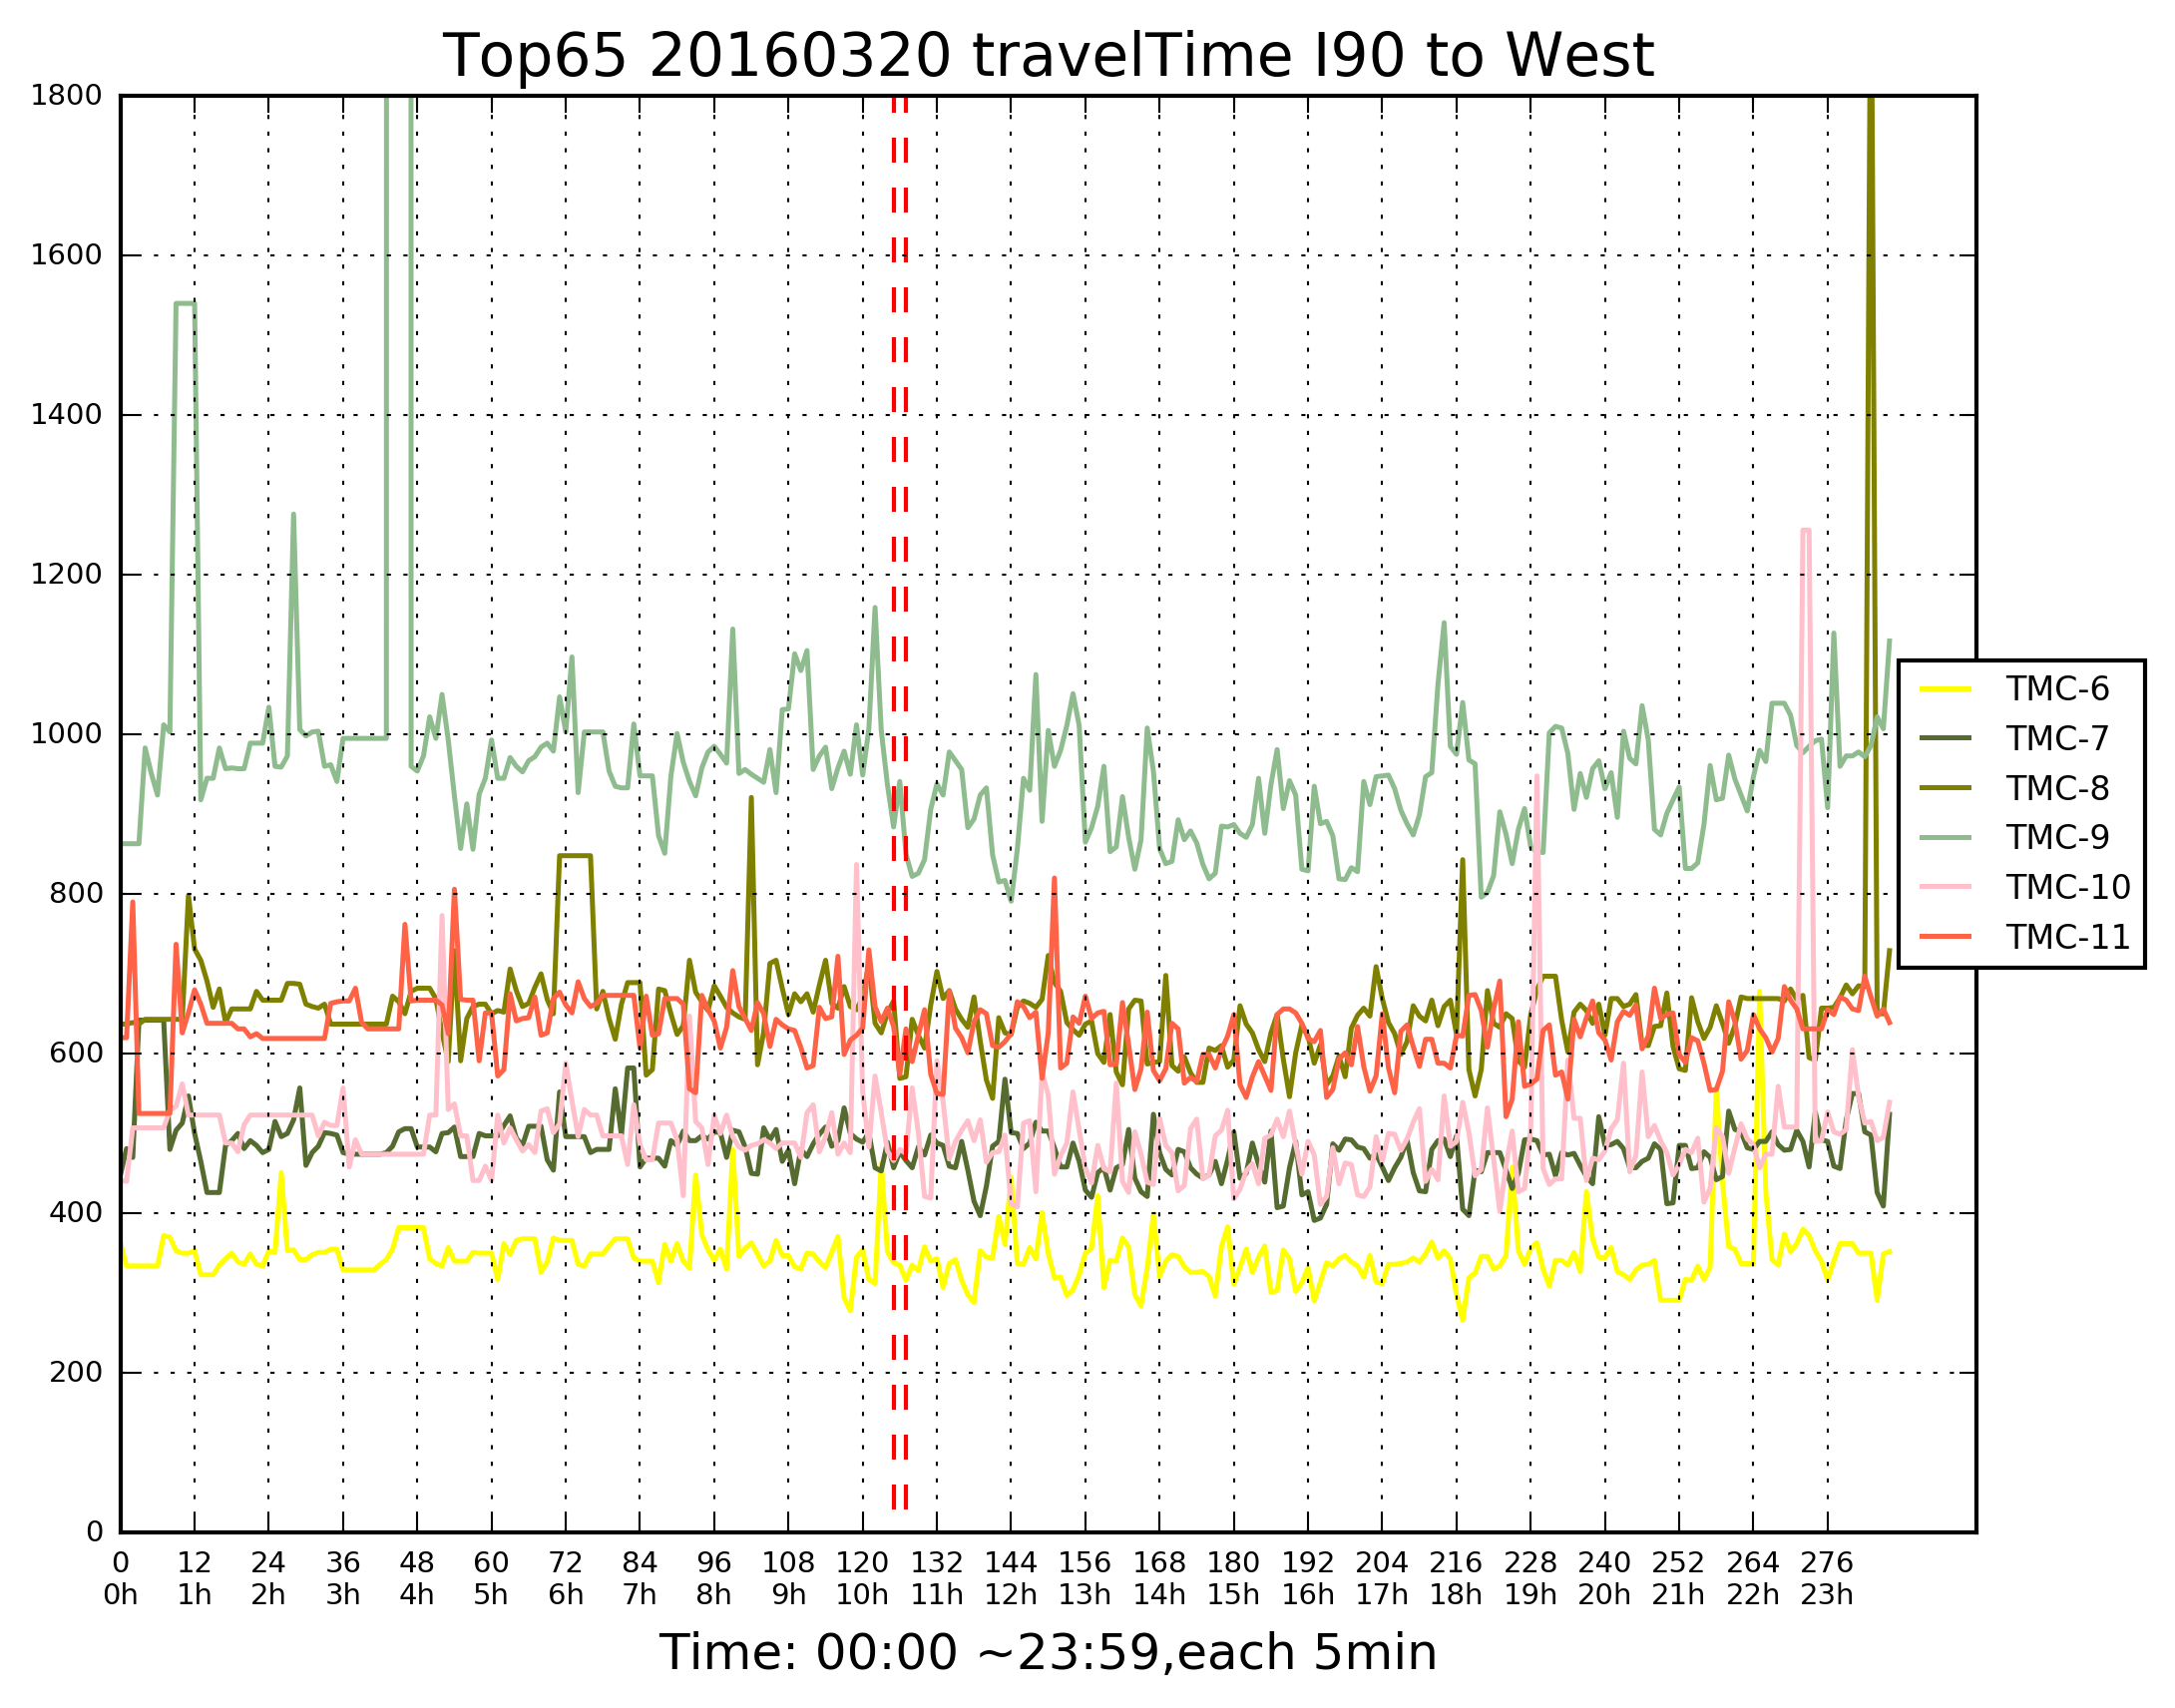 Top65 20160320 travelTime I90 to West
1800
1600
1400
1200
1000
800
600
400
200
0
TMC-6
TMC-7
TMC-8
TMC-9
TMC-10
TMC-11
0 12 24 36 48 60 72 84 96 108 120 132 144 156 168 180 192 204 216 228 240 252 264 276
0h 1h 2h 3h 4h 5h 6h 7h 8h 9h 10h 11h 12h 13h 14h 15h 16h 17h 18h 19h 20h 21h 22h 23h
Time: 00:00 ~23:59,each 5min